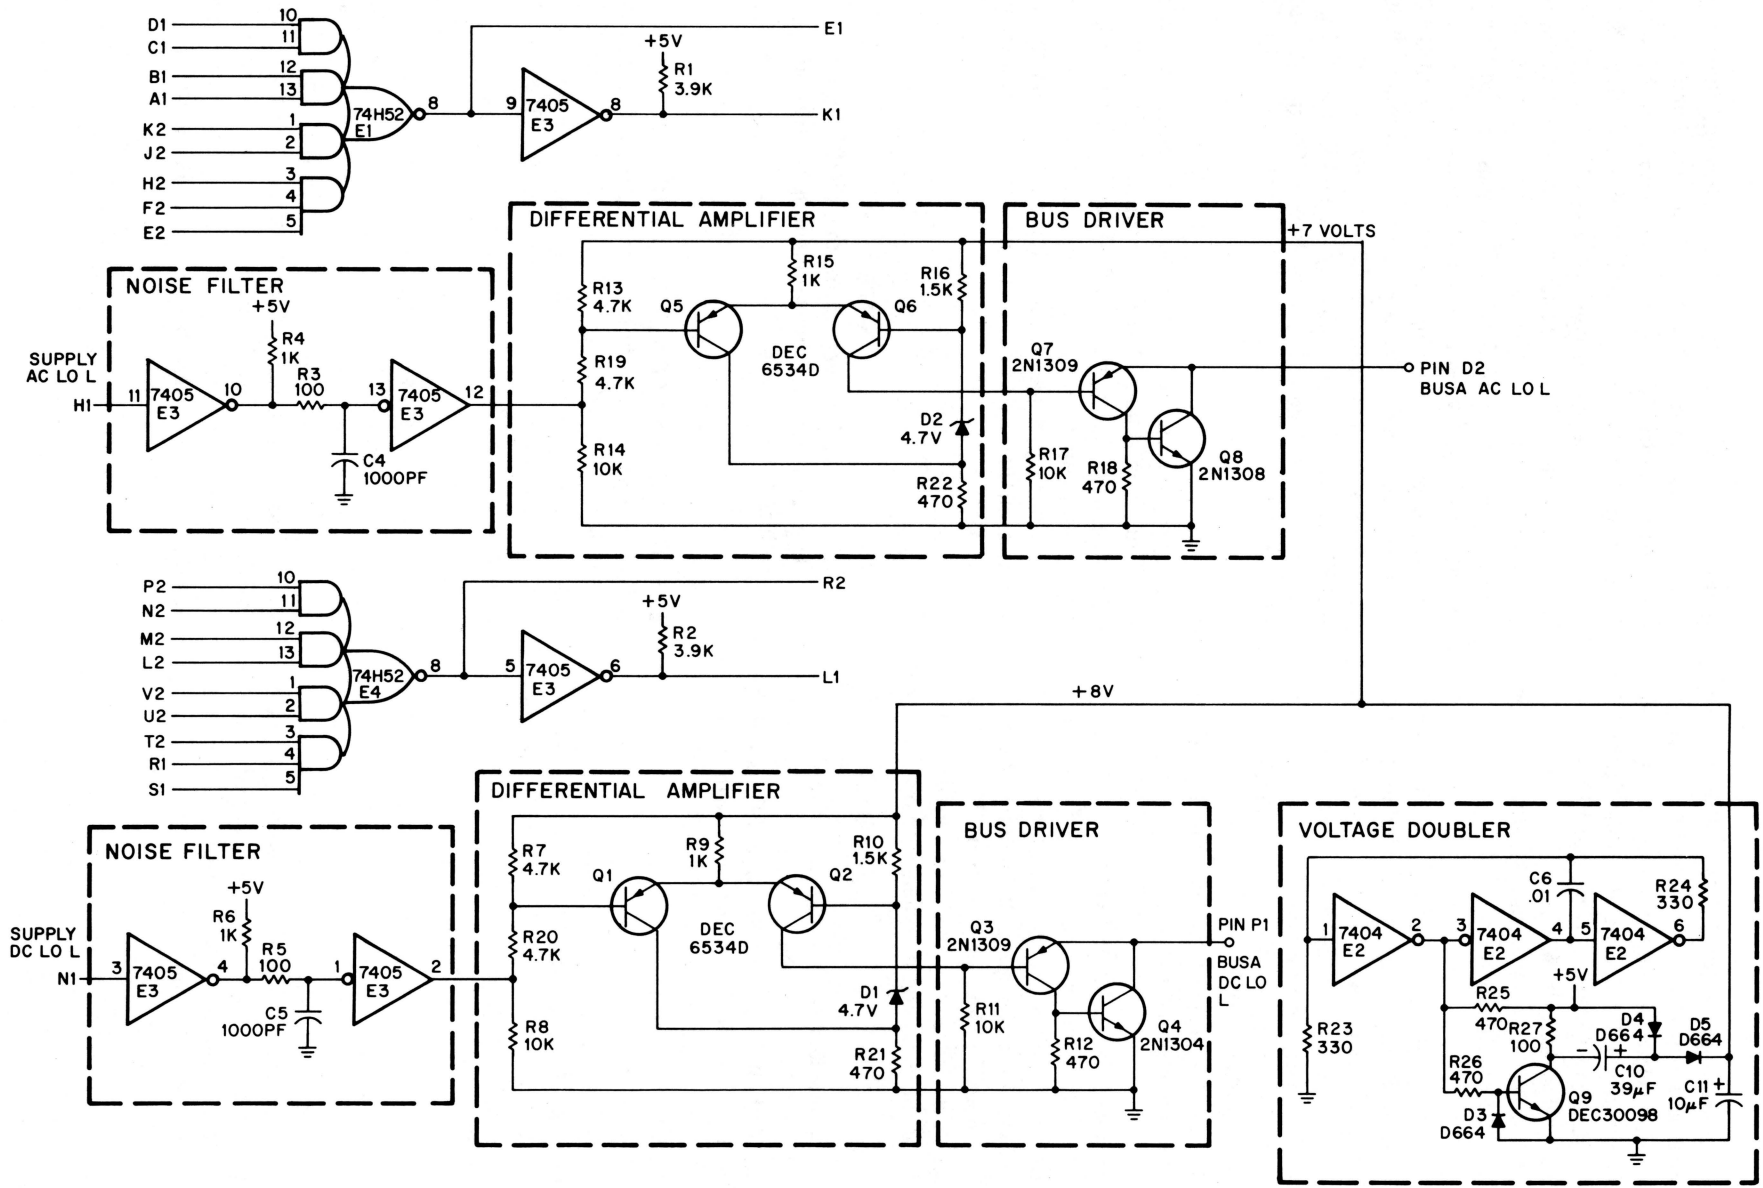 D1
10
C1
11
B1
12
A1
13
K2
1
J2
2
H2
3
F2
4
E2
5
74H52
E1
8
9
7405
E3
8
+5V
R1
3.9K
E1
K1
NOISE FILTER
SUPPLY
AC LO L
H1
11
7405
E3
10
+5V
R4
1K
R3
100
C4
1000PF
13
7405
E3
12
DIFFERENTIAL AMPLIFIER
R13
4.7K
R19
4.7K
R14
10K
Q5
R15
1K
Q6
DEC
6534D
R16
1.5K
D2
4.7V
R22
470
BUS DRIVER
+7 VOLTS
Q7
2N1309
R17
10K
R18
470
Q8
2N1308
PIN D2
BUSA AC LO L
P2
10
N2
11
M2
12
L2
13
V2
1
U2
2
T2
3
R1
4
S1
5
74H52
E4
8
5
7405
E3
6
+5V
R2
3.9K
R2
L1
+8V
NOISE FILTER
SUPPLY
DC LO L
N1
3
7405
E3
4
+5V
R6
1K
R5
100
C5
1000PF
1
7405
E3
2
DIFFERENTIAL AMPLIFIER
R7
4.7K
R20
4.7K
R8
10K
Q1
R9
1K
Q2
DEC
6534D
R10
1.5K
D1
4.7V
R21
470
BUS DRIVER
Q3
2N1309
R11
10K
R12
470
Q4
2N1304
PIN P1
BUSA
DC LO
L
VOLTAGE DOUBLER
1
7404
E2
2
3
7404
E2
4
C6
.01
5
7404
E2
6
R24
330
R23
330
R25
470
+5V
R27
100
D4
D664
D5
D664
R26
470
D3
D664
Q9
DEC3009B
- +
C10
39µF
C11 +
10µF